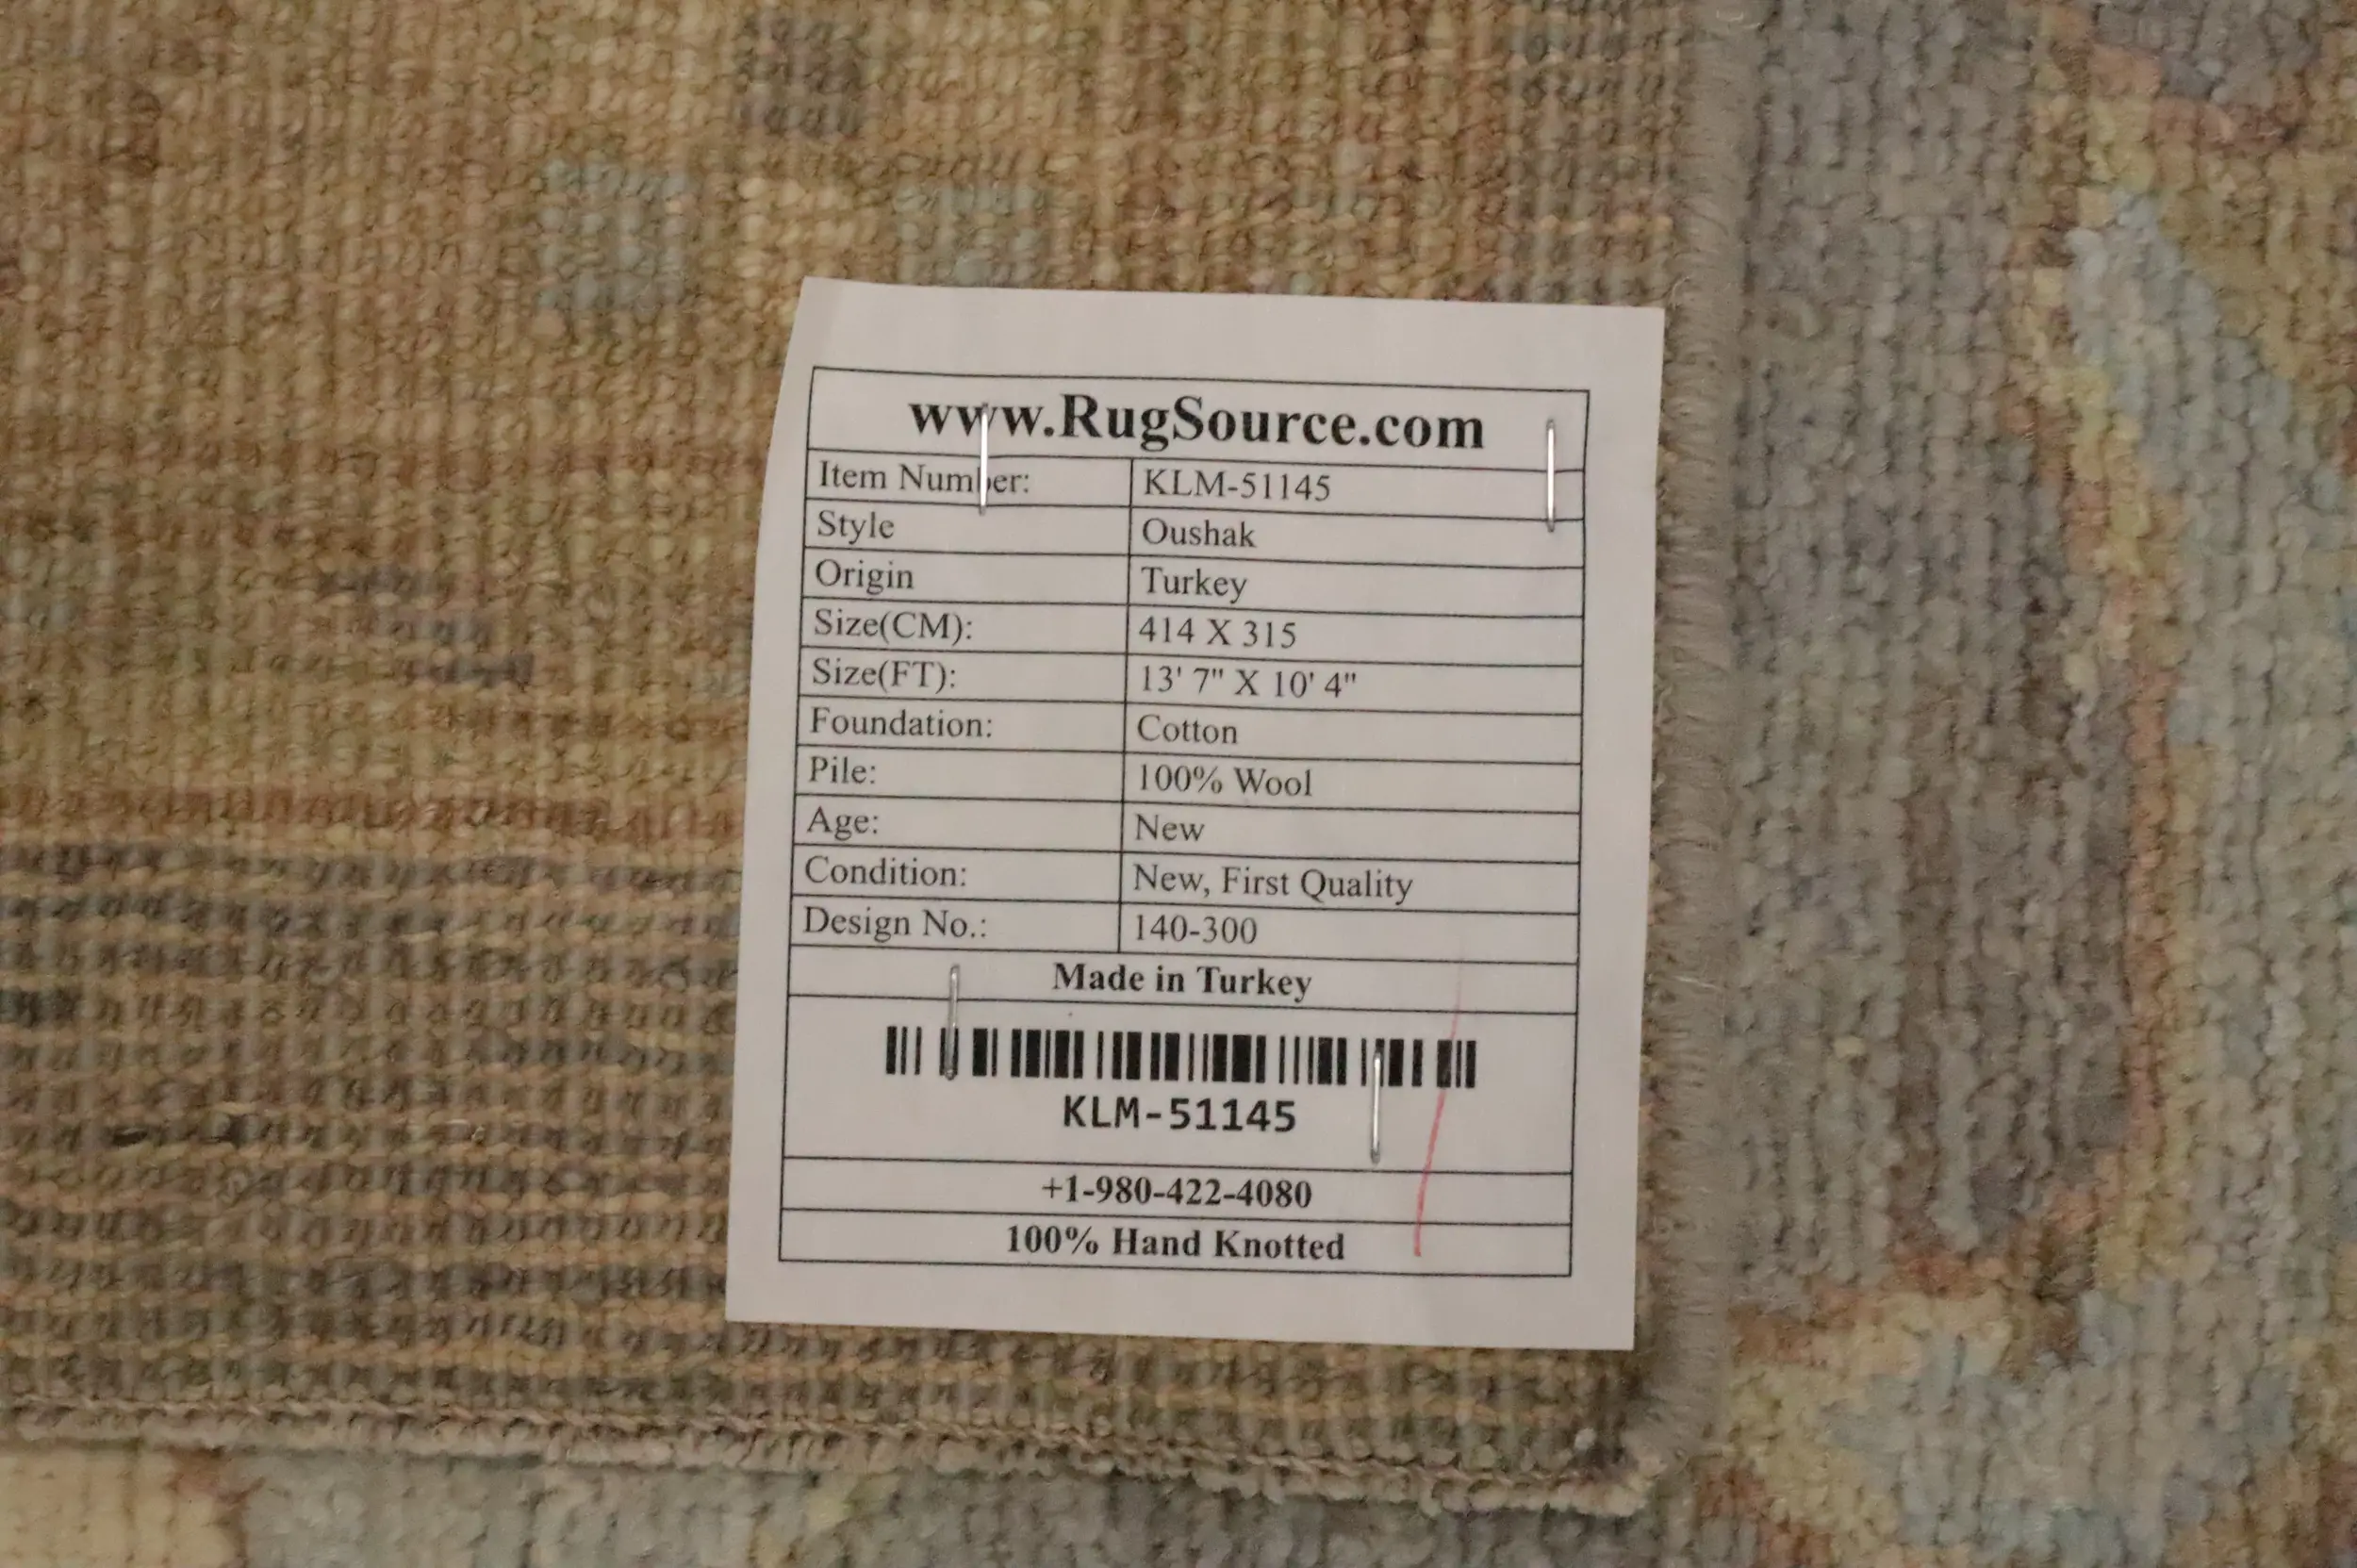 www.RugSource.com
Item Number: KLM-51145
Style Oushak
Origin Turkey
Size(CM): 414 X 315
Size(FT): 13' 7" X 10' 4"
Foundation: Cotton
Pile: 100% Wool
Age: New
Condition: New, First Quality
Design No.: 140-300
Made in Turkey
KLM-51145
+1-980-422-4080
100% Hand Knotted